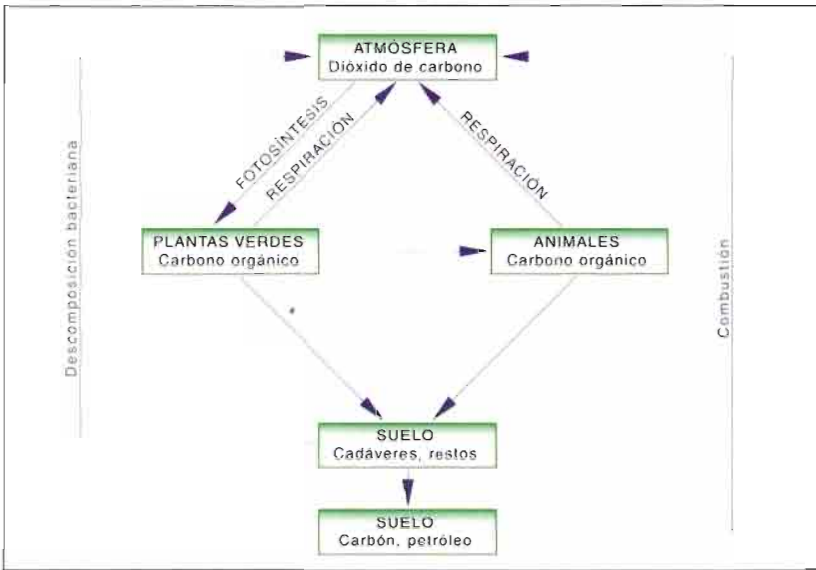 ATMÓSFERA
Dióxido de carbono
FOTOSÍNTESIS
RESPIRACIÓN
RESPIRACIÓN
Descomposición bacteriana
PLANTAS VERDES
Carbono orgánico
ANIMALES
Carbono orgánico
Combustión
SUELO
Cadáveres, restos
SUELO
Carbón, petróleo